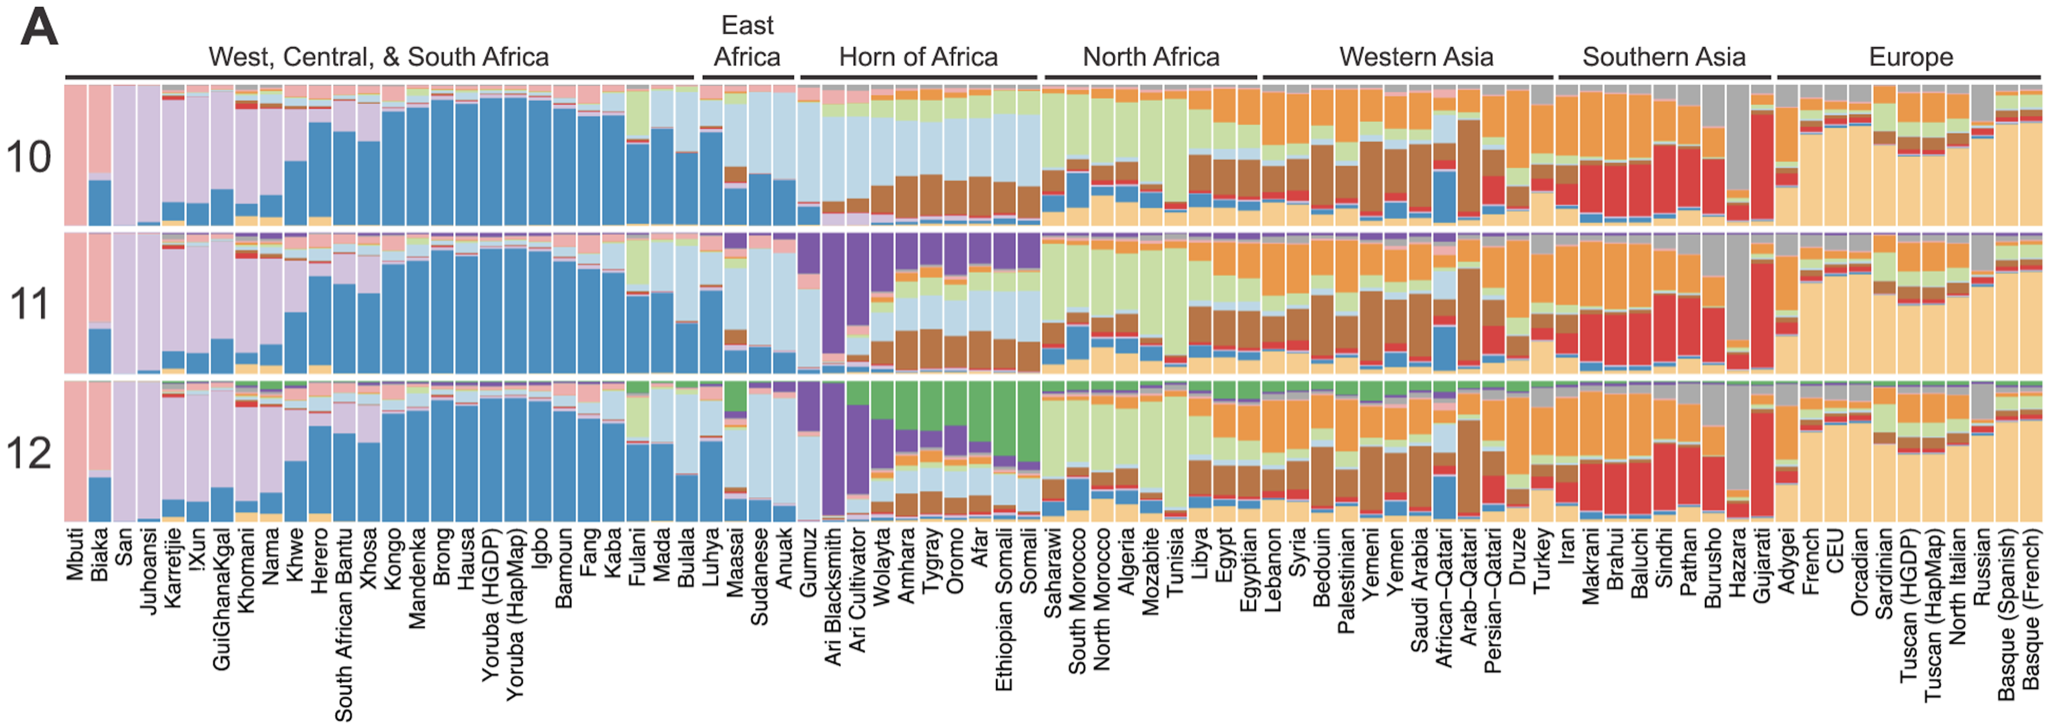 A
West, Central, & South Africa
East
Africa
Horn of Africa
North Africa
Western Asia
Southern Asia
Europe
10
11
12
Mbuti
Biaka
San
Juhoansi
Karretjie
!Xun
GuiGhanaKgal
Khomani
Nama
Khwe
Herero
South African Bantu
Xhosa
Kongo
Mandenka
Brong
Hausa
Yoruba (HGDP)
Yoruba (HapMap)
Igbo
Bamoun
Fang
Kaba
Fulani
Mada
Bulala
Luhya
Maasai
Sudanese
Anuak
Gumuz
Ari Blacksmith
Ari Cultivator
Wolayta
Amhara
Tygray
Oromo
Afar
Ethiopian Somali
Somali
Saharawi
South Morocco
North Morocco
Algeria
Mozabite
Tunisia
Libya
Egypt
Egyptian
Lebanon
Syria
Bedouin
Palestinian
Yemeni
Yemen
Saudi Arabia
African−Qatari
Arab−Qatari
Persian−Qatari
Druze
Turkey
Iran
Makrani
Brahui
Baluchi
Sindhi
Pathan
Burusho
Hazara
Gujarati
Adygei
French
CEU
Orcadian
Sardinian
Tuscan (HGDP)
Tuscan (HapMap)
North Italian
Russian
Basque (Spanish)
Basque (French)